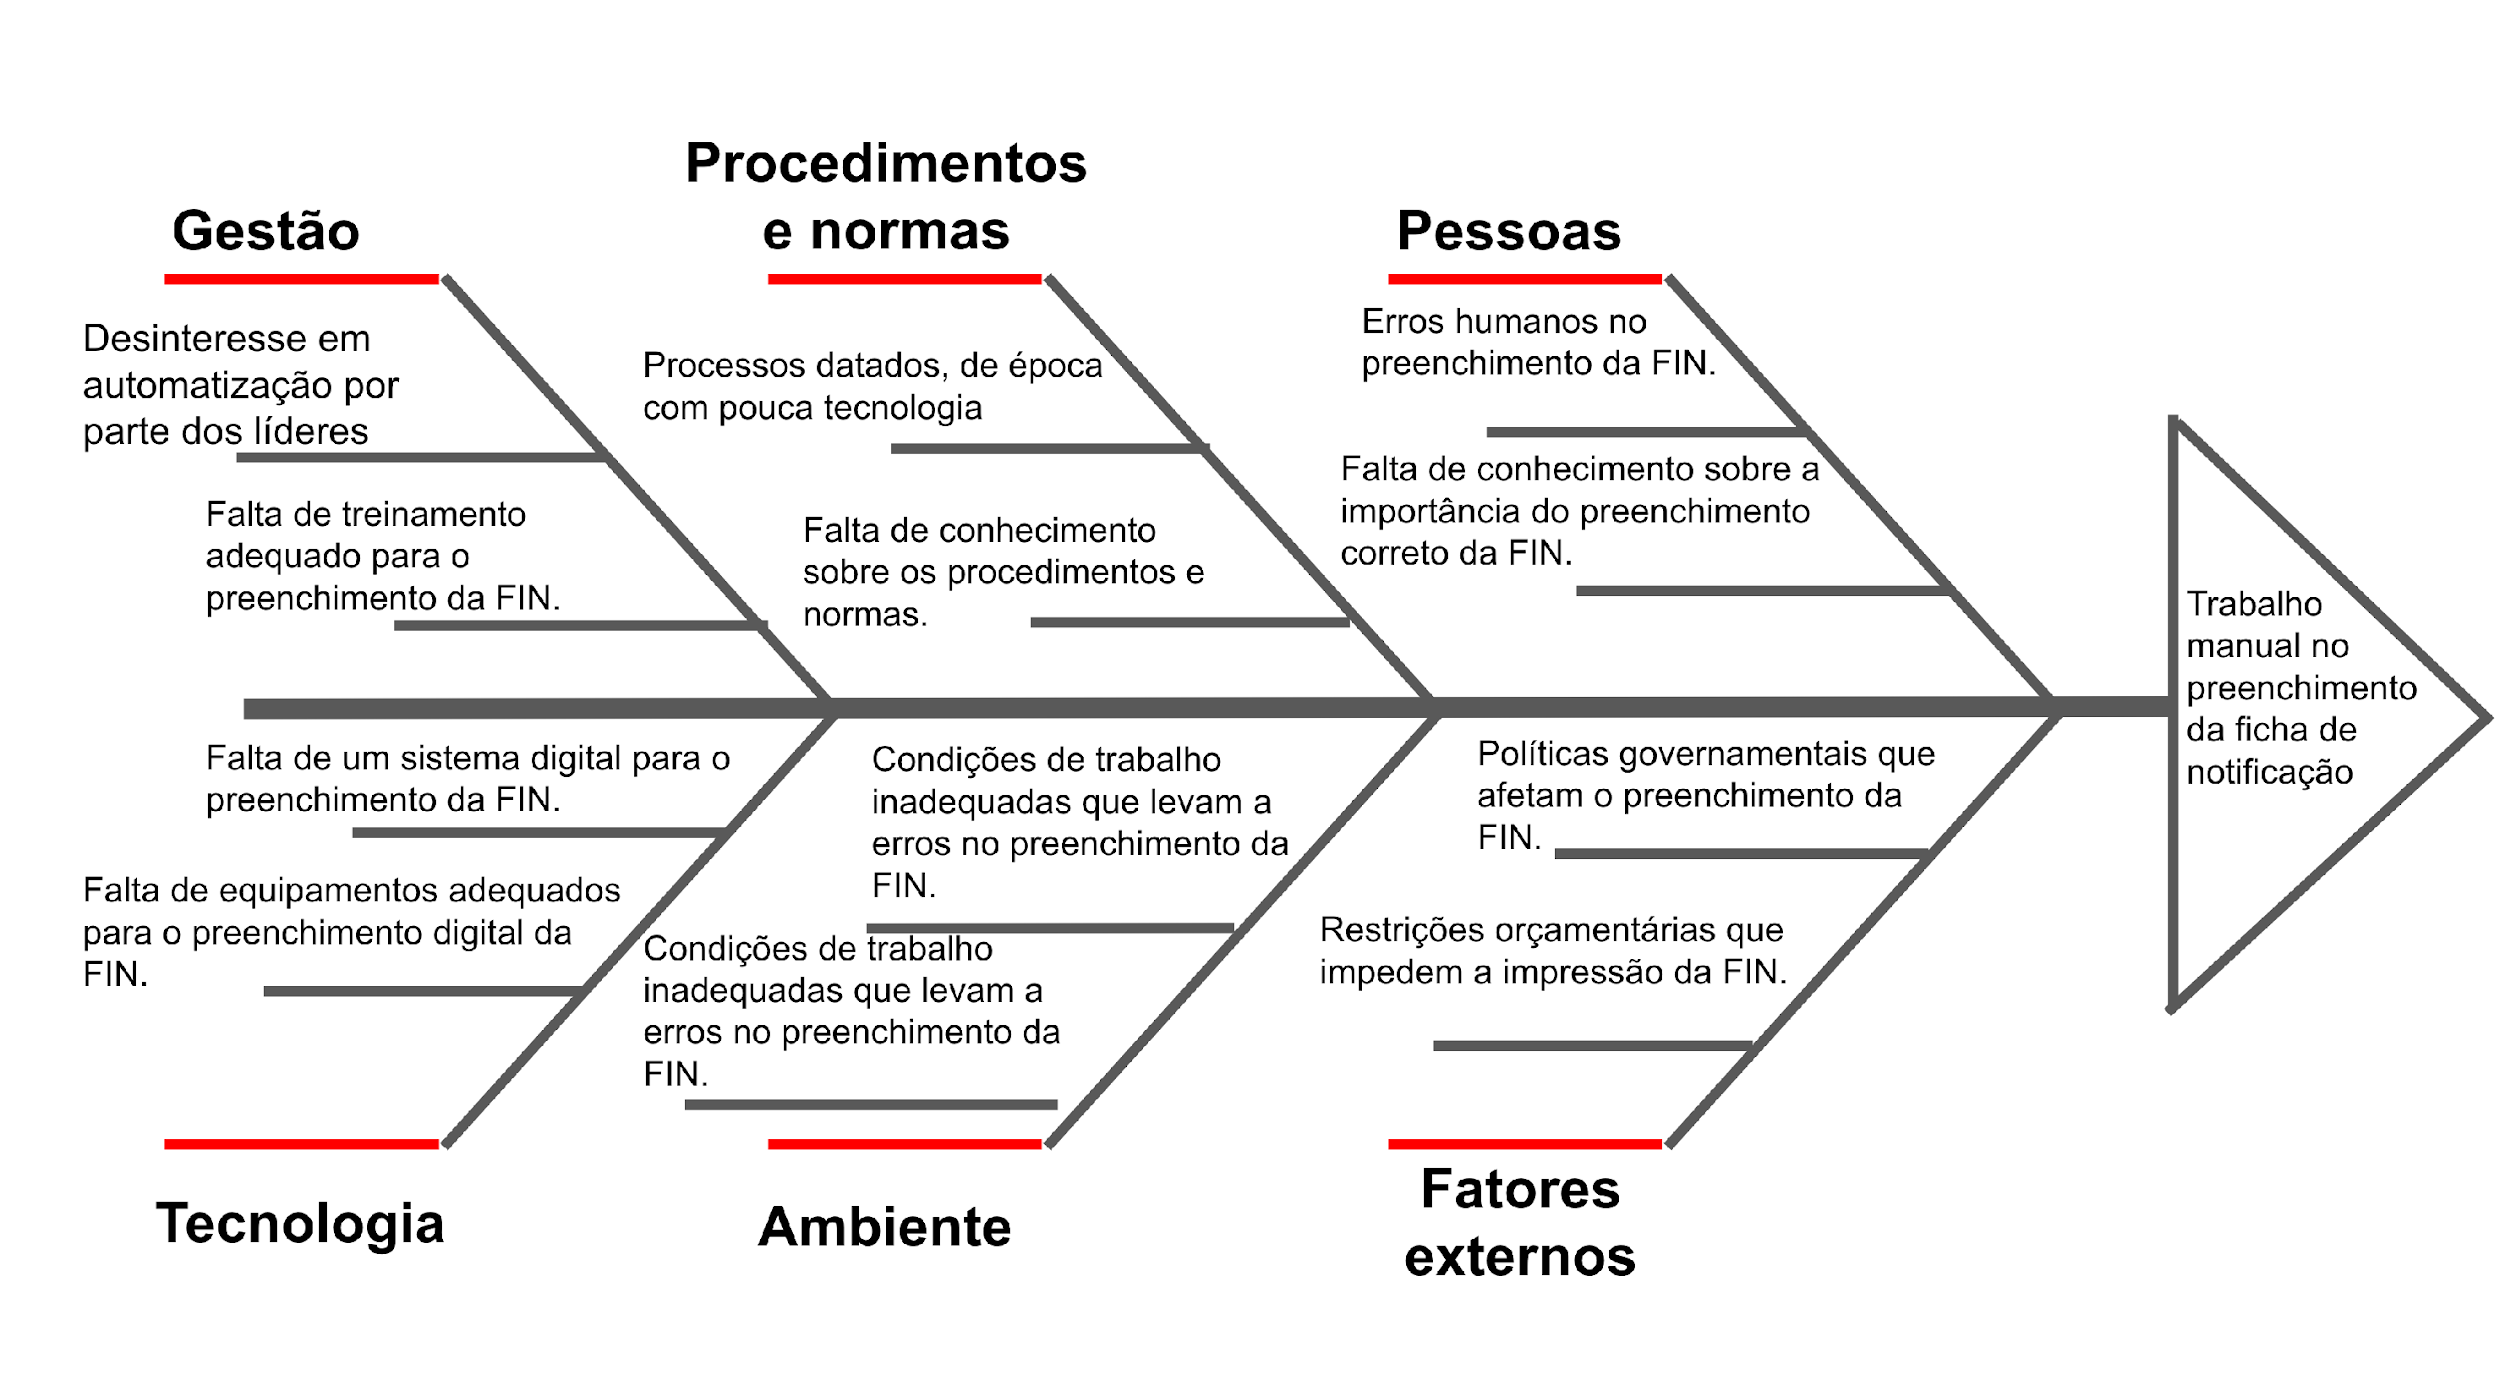 Procedimentos
e normas
Gestão
Pessoas
Desinteresse em
automatização por
parte dos líderes
Falta de treinamento
adequado para o
preenchimento da FIN.
Processos datados, de época
com pouca tecnologia
Falta de conhecimento
sobre os procedimentos e
normas.
Erros humanos no
preenchimento da FIN.
Falta de conhecimento sobre a
importância do preenchimento
correto da FIN.
Trabalho
manual no
preenchimento
da ficha de
notificação
Falta de um sistema digital para o
preenchimento da FIN.
Falta de equipamentos adequados
para o preenchimento digital da
FIN.
Condições de trabalho
inadequadas que levam a
erros no preenchimento da
FIN.
Condições de trabalho
inadequadas que levam a
erros no preenchimento da
FIN.
Políticas governamentais que
afetam o preenchimento da
FIN.
Restrições orçamentárias que
impedem a impressão da FIN.
Tecnologia
Ambiente
Fatores
externos